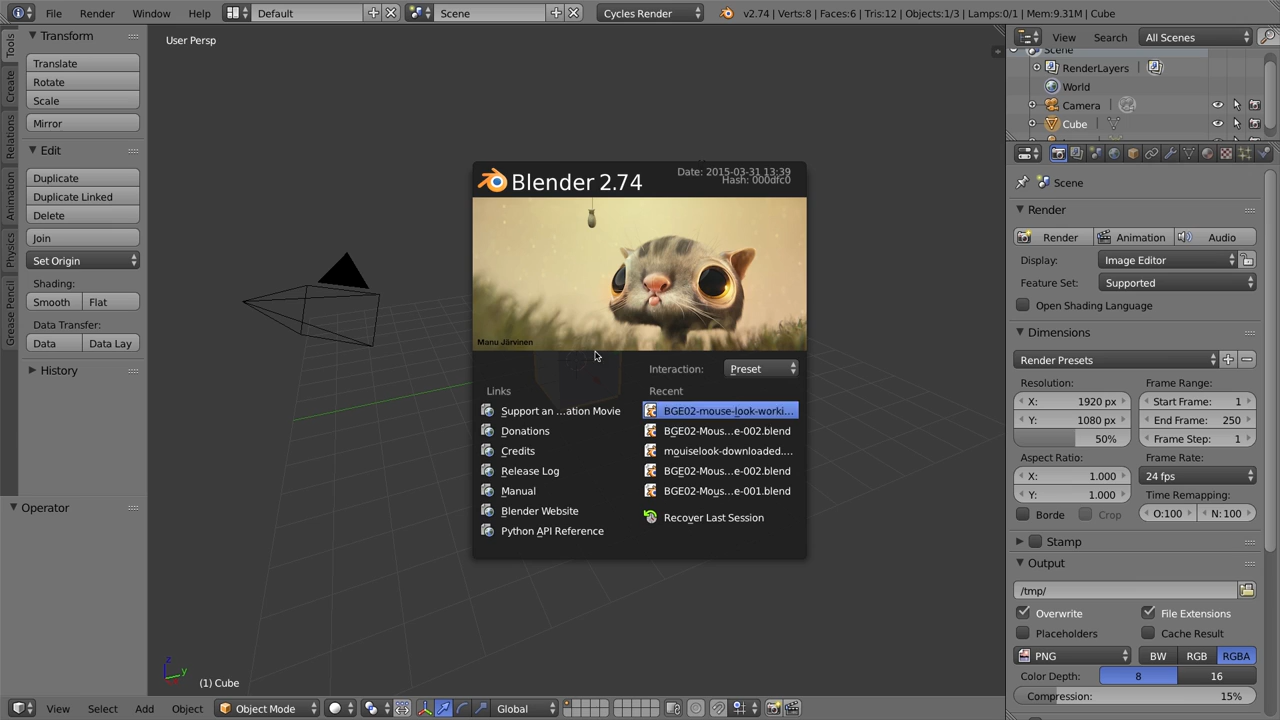 File Render Window Help Default Scene Cycles Render v2.74 | Verts:8 | Faces:6 | Tris:12 | Objects:1/3 | Lamps:0/1 | Mem:9.31M | Cube
Tools
Create
Relations
Animation
Physics
Grease Pencil
Transform
Translate
Rotate
Scale
Mirror
Edit
Duplicate
Duplicate Linked
Delete
Join
Set Origin
Shading:
Smooth Flat
Data Transfer:
Data Data Lay
History
Operator
User Persp
Blender 2.74
Date: 2015-03-31 13:39
Hash: 000dfc0
Manu Järvinen
Interaction: Preset
Links
Support an ...ation Movie
Donations
Credits
Release Log
Manual
Blender Website
Python API Reference
Recent
BGE02-mouse-look-worki...
BGE02-Mous...e-002.blend
mouiselook-downloaded....
BGE02-Mous...e-002.blend
BGE02-Mous...e-001.blend
Recover Last Session
z
y
(1) Cube
View Select Add Object Object Mode Global
View Search All Scenes
Scene
RenderLayers |
World
Camera |
Cube |
Scene
Render
Render Animation Audio
Display: Image Editor
Feature Set: Supported
Open Shading Language
Dimensions
Render Presets
Resolution:
X: 1920 px
Y: 1080 px
50%
Frame Range:
Start Frame: 1
End Frame: 250
Frame Step: 1
Aspect Ratio:
X: 1.000
Y: 1.000
Frame Rate:
24 fps
Time Remapping:
Borde Crop O:100 N: 100
Stamp
Output
/tmp/
Overwrite File Extensions
Placeholders Cache Result
PNG BW RGB RGBA
Color Depth: 8 16
Compression: 15%